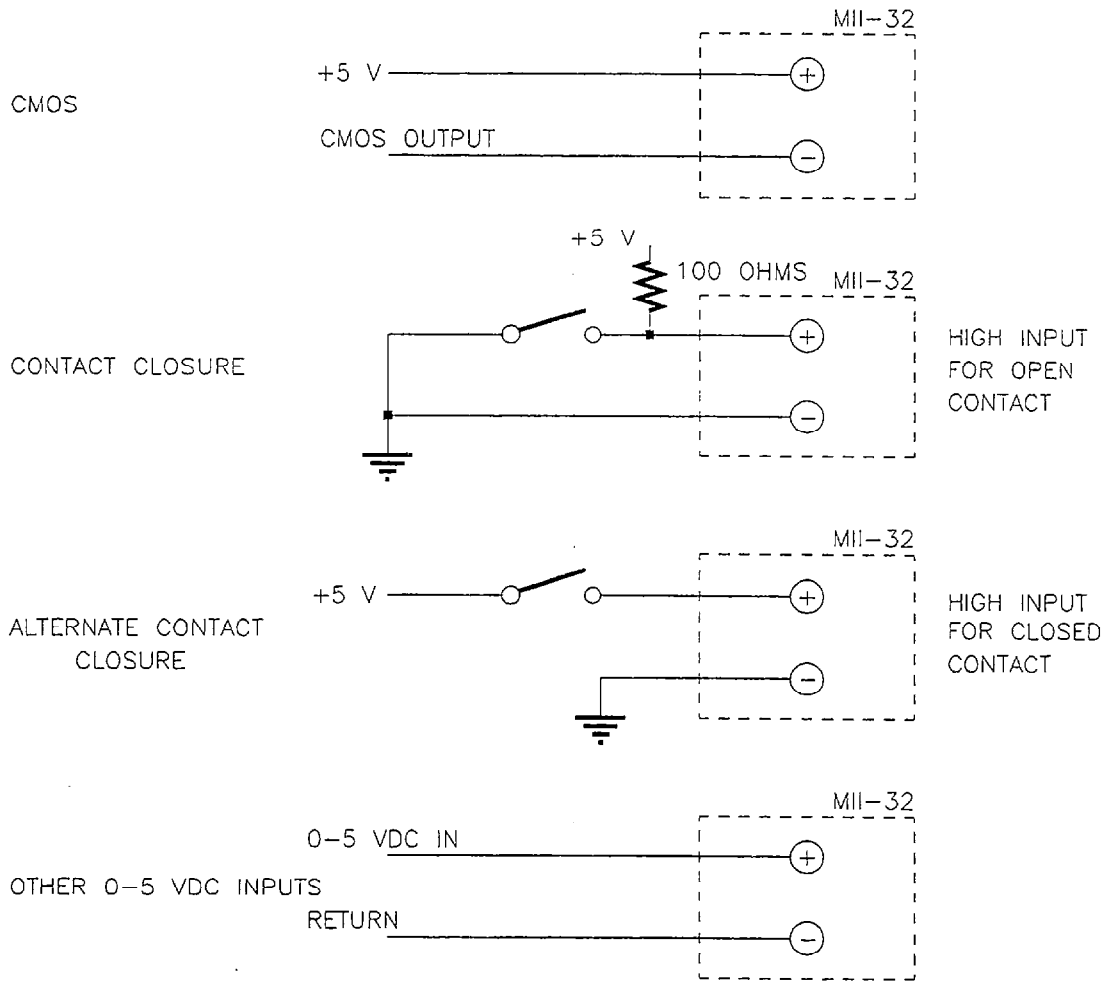 MII-32
+5 V
CMOS
CMOS OUTPUT
+
-
+5 V
100 OHMS
MII-32
CONTACT CLOSURE
+
-
HIGH INPUT
FOR OPEN
CONTACT
MII-32
+5 V
ALTERNATE CONTACT
CLOSURE
+
-
HIGH INPUT
FOR CLOSED
CONTACT
MII-32
0-5 VDC IN
OTHER 0-5 VDC INPUTS
RETURN
+
-